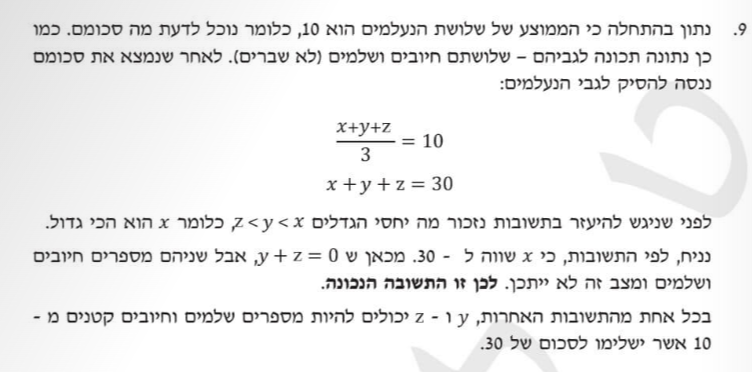 9. נתון בהתחלה כי הממוצע של שלושת הנעלמים הוא 10, כלומר נוכל לדעת מה סכומם. כמו
כן נתונה תכונה לגביהם – שלושתם חיובים ושלמים (לא שברים). לאחר שנמצא את סכומם
ננסה להסיק לגבי הנעלמים:
x+y+z
= 10
3
x + y + z = 30
לפני שניגש להיעזר בתשובות נזכור מה יחסי הגדלים z < y < x, כלומר x הוא הכי גדול.
נניח, לפי התשובות, כי x שווה ל - 30. מכאן ש y + z = 0, אבל שניהם מספרים חיובים
ושלמים ומצב זה לא ייתכן. לכן זו התשובה הנכונה.
בכל אחת מהתשובות האחרות, y ו - z יכולים להיות מספרים שלמים וחיובים קטנים מ -
10 אשר ישלימו לסכום של 30.